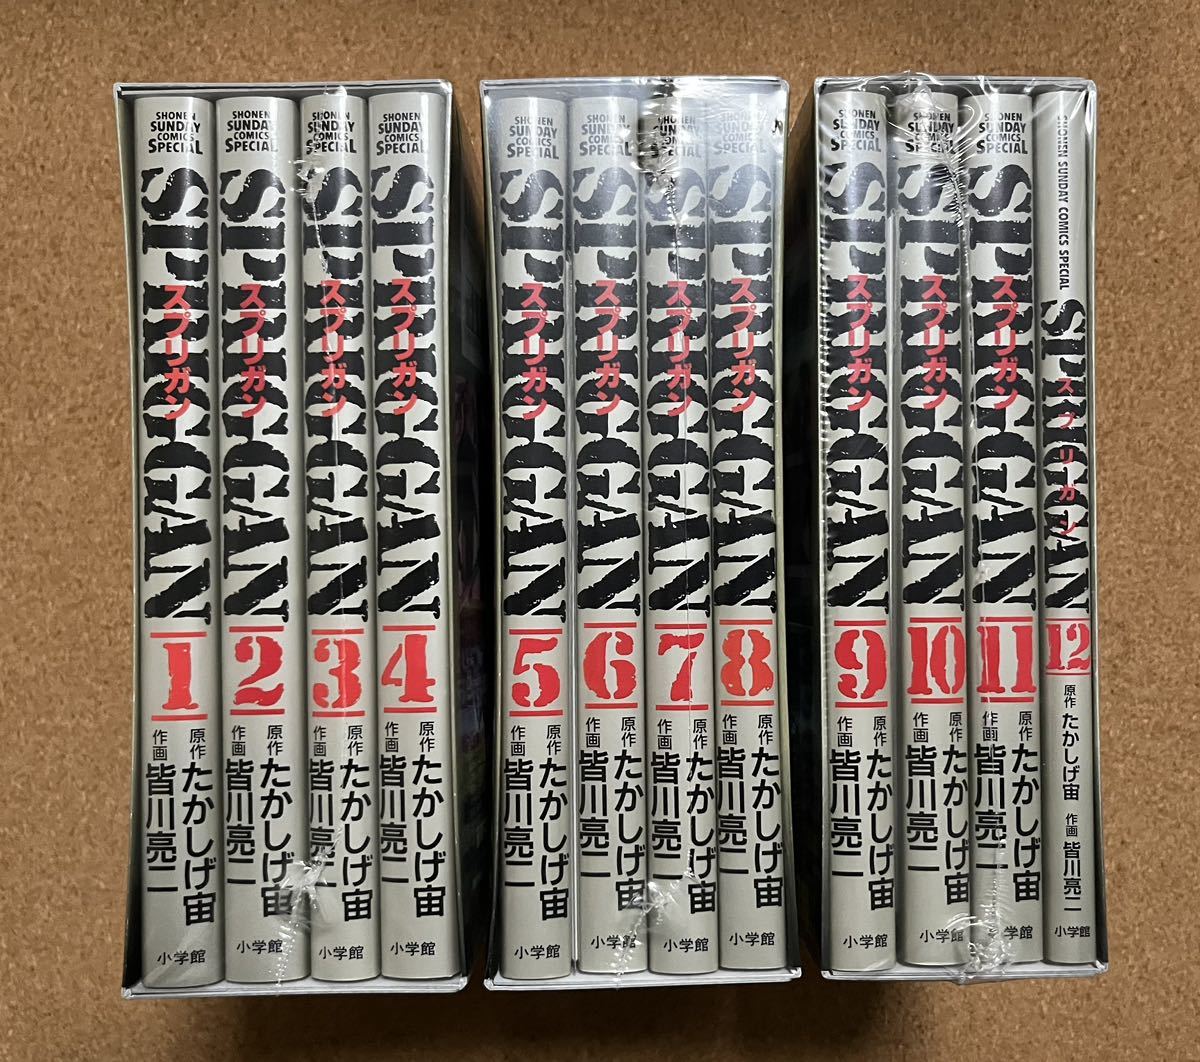 SHONEN
SUNDAY
COMICS
SPECIAL
SPRIGGAN
スプリガン
1
原作 たかしげ宙
作画 皆川亮二
小学館
SHONEN
SUNDAY
COMICS
SPECIAL
SPRIGGAN
スプリガン
2
原作 たかしげ宙
作画 皆川亮二
小学館
SHONEN
SUNDAY
COMICS
SPECIAL
SPRIGGAN
スプリガン
3
原作 たかしげ宙
作画 皆川亮二
小学館
SHONEN
SUNDAY
COMICS
SPECIAL
SPRIGGAN
スプリガン
4
原作 たかしげ宙
作画 皆川亮二
小学館
SHONEN
SUNDAY
COMICS
SPECIAL
SPRIGGAN
スプリガン
5
原作 たかしげ宙
作画 皆川亮二
小学館
SHONEN
SUNDAY
COMICS
SPECIAL
SPRIGGAN
スプリガン
6
原作 たかしげ宙
作画 皆川亮二
小学館
SHONEN
SUNDAY
COMICS
SPECIAL
SPRIGGAN
スプリガン
7
原作 たかしげ宙
作画 皆川亮二
小学館
SHONEN
SUNDAY
COMICS
SPECIAL
SPRIGGAN
スプリガン
8
原作 たかしげ宙
作画 皆川亮二
小学館
SHONEN
SUNDAY
COMICS
SPECIAL
SPRIGGAN
スプリガン
9
原作 たかしげ宙
作画 皆川亮二
小学館
SHONEN
SUNDAY
COMICS
SPECIAL
SPRIGGAN
スプリガン
10
原作 たかしげ宙
作画 皆川亮二
小学館
SHONEN
SUNDAY
COMICS
SPECIAL
SPRIGGAN
スプリガン
11
原作 たかしげ宙
作画 皆川亮二
小学館
SHONEN SUNDAY COMICS SPECIAL
SPRIGGAN
スプリガン
12
原作 たかしげ宙 作画 皆川亮二
小学館